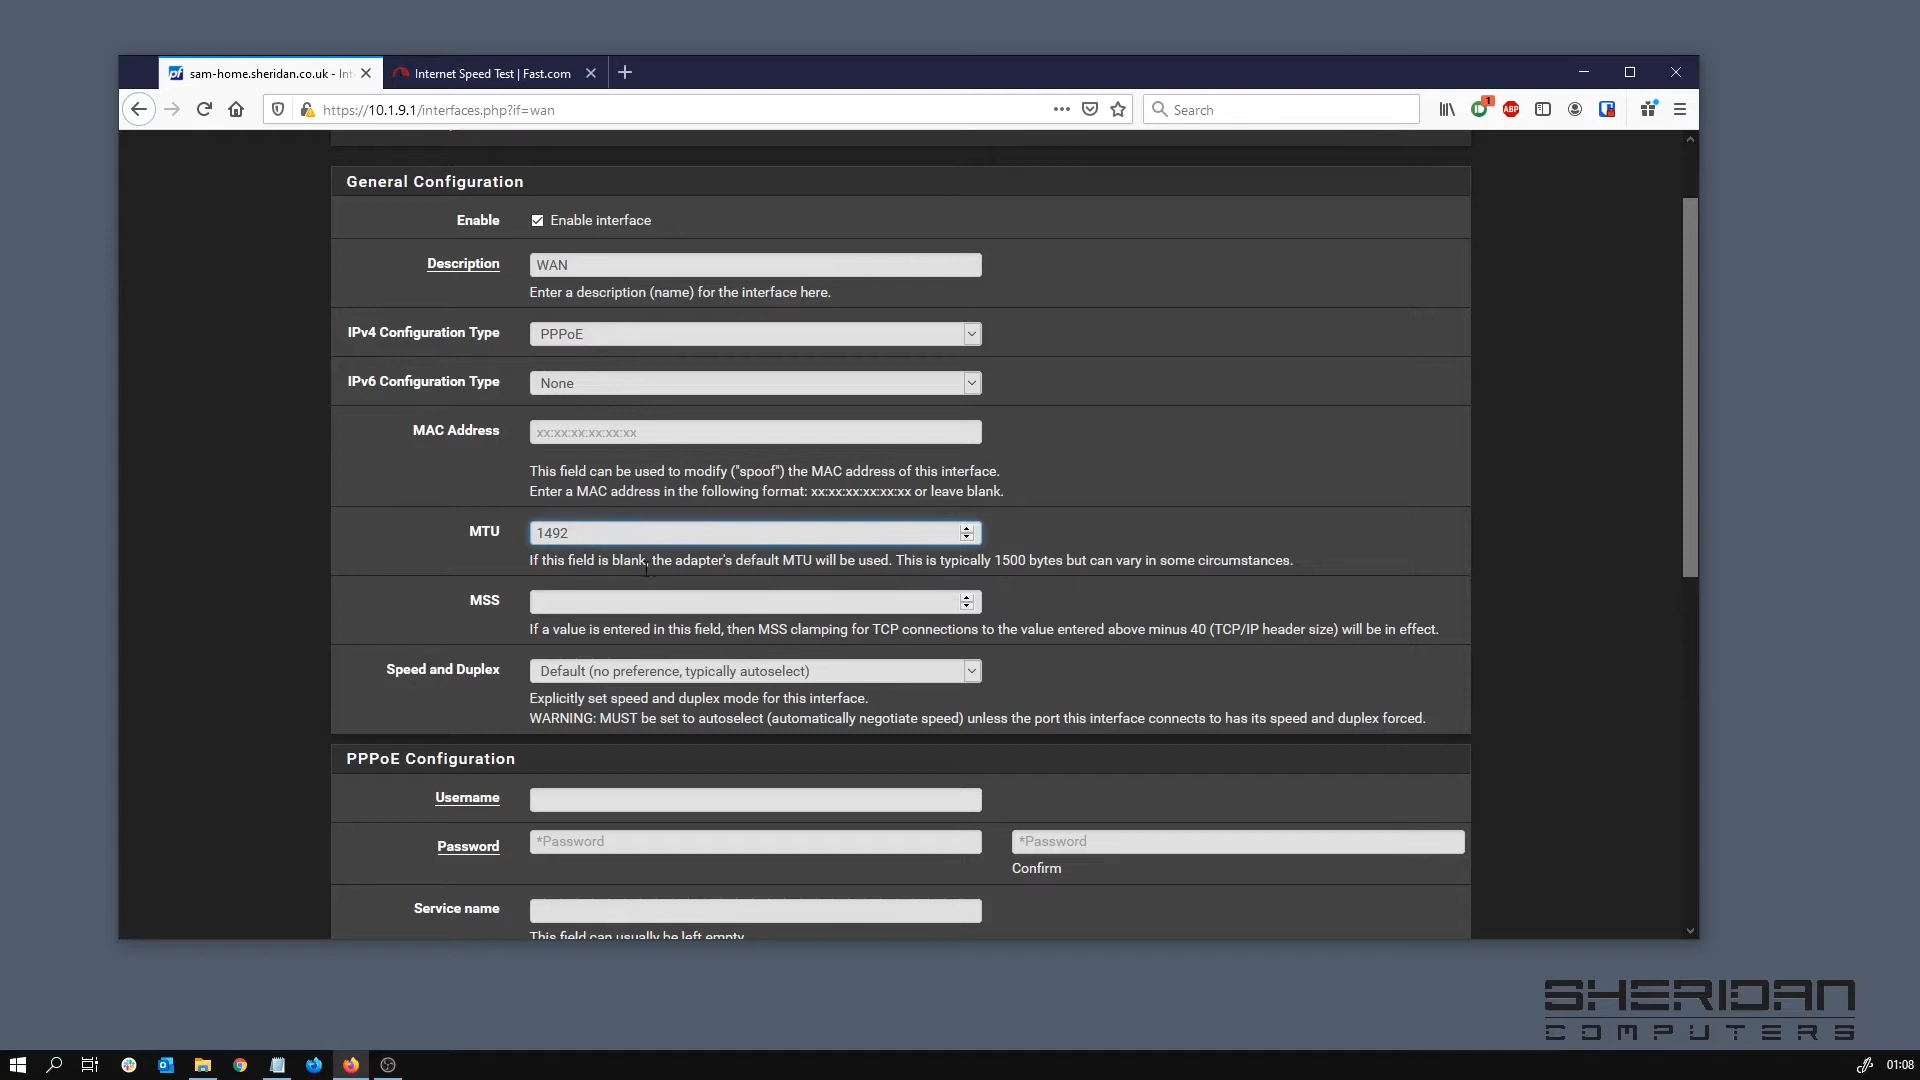 sam-home.sheridan.co.uk - Int
Internet Speed Test | Fast.com
https://10.1.9.1/interfaces.php?if=wan
Search
1
ABP
General Configuration
Enable
Enable interface
Description
WAN
Enter a description (name) for the interface here.
IPv4 Configuration Type
PPPoE
IPv6 Configuration Type
None
MAC Address
xx:xx:xx:xx:xx:xx
This field can be used to modify ("spoof") the MAC address of this interface.
Enter a MAC address in the following format: xx:xx:xx:xx:xx:xx or leave blank.
MTU
1492
If this field is blank, the adapter's default MTU will be used. This is typically 1500 bytes but can vary in some circumstances.
MSS
If a value is entered in this field, then MSS clamping for TCP connections to the value entered above minus 40 (TCP/IP header size) will be in effect.
Speed and Duplex
Default (no preference, typically autoselect)
Explicitly set speed and duplex mode for this interface.
WARNING: MUST be set to autoselect (automatically negotiate speed) unless the port this interface connects to has its speed and duplex forced.
PPPoE Configuration
Username
Password
*Password
*Password
Confirm
Service name
This field can usually be left empty
SHERIDAN
COMPUTERS
01:08